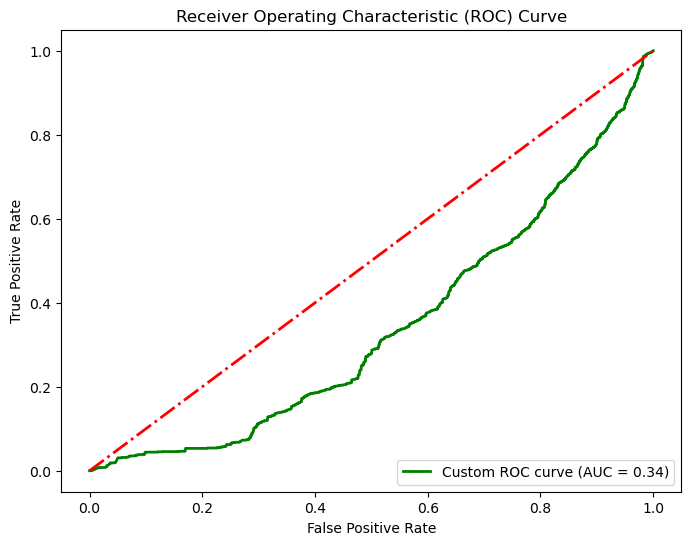 Receiver Operating Characteristic (ROC) Curve
True Positive Rate
1.0
0.8
0.6
0.4
0.2
0.0
Custom ROC curve (AUC = 0.34)
0.0 0.2 0.4 0.6 0.8 1.0
False Positive Rate